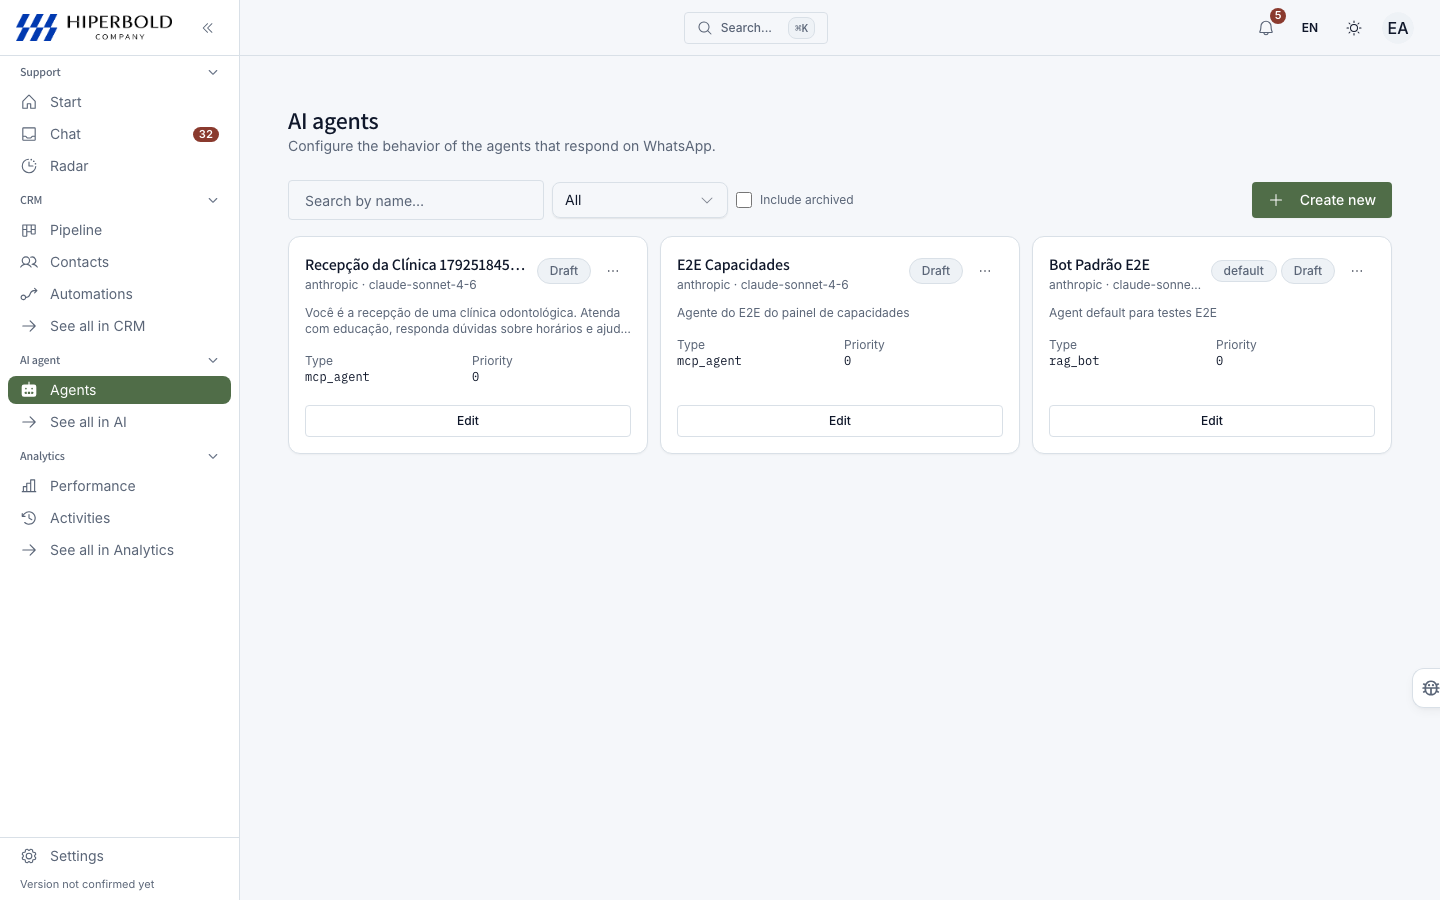 HIPERBOLD
COMPANY
Search...
⌘K
5
EN
EA
Support
Start
Chat
32
Radar
CRM
Pipeline
Contacts
Automations
See all in CRM
AI agent
Agents
See all in AI
Analytics
Performance
Activities
See all in Analytics
Settings
Version not confirmed yet
AI agents
Configure the behavior of the agents that respond on WhatsApp.
Search by name...
All
Include archived
Create new
Recepção da Clínica 179251845...
Draft
anthropic · claude-sonnet-4-6
Você é a recepção de uma clínica odontológica. Atenda
com educação, responda dúvidas sobre horários e ajud...
Type
Priority
mcp_agent
0
Edit
E2E Capacidades
Draft
anthropic · claude-sonnet-4-6
Agente do E2E do painel de capacidades
Type
Priority
mcp_agent
0
Edit
Bot Padrão E2E
default
Draft
anthropic · claude-sonne...
Agent default para testes E2E
Type
Priority
rag_bot
0
Edit